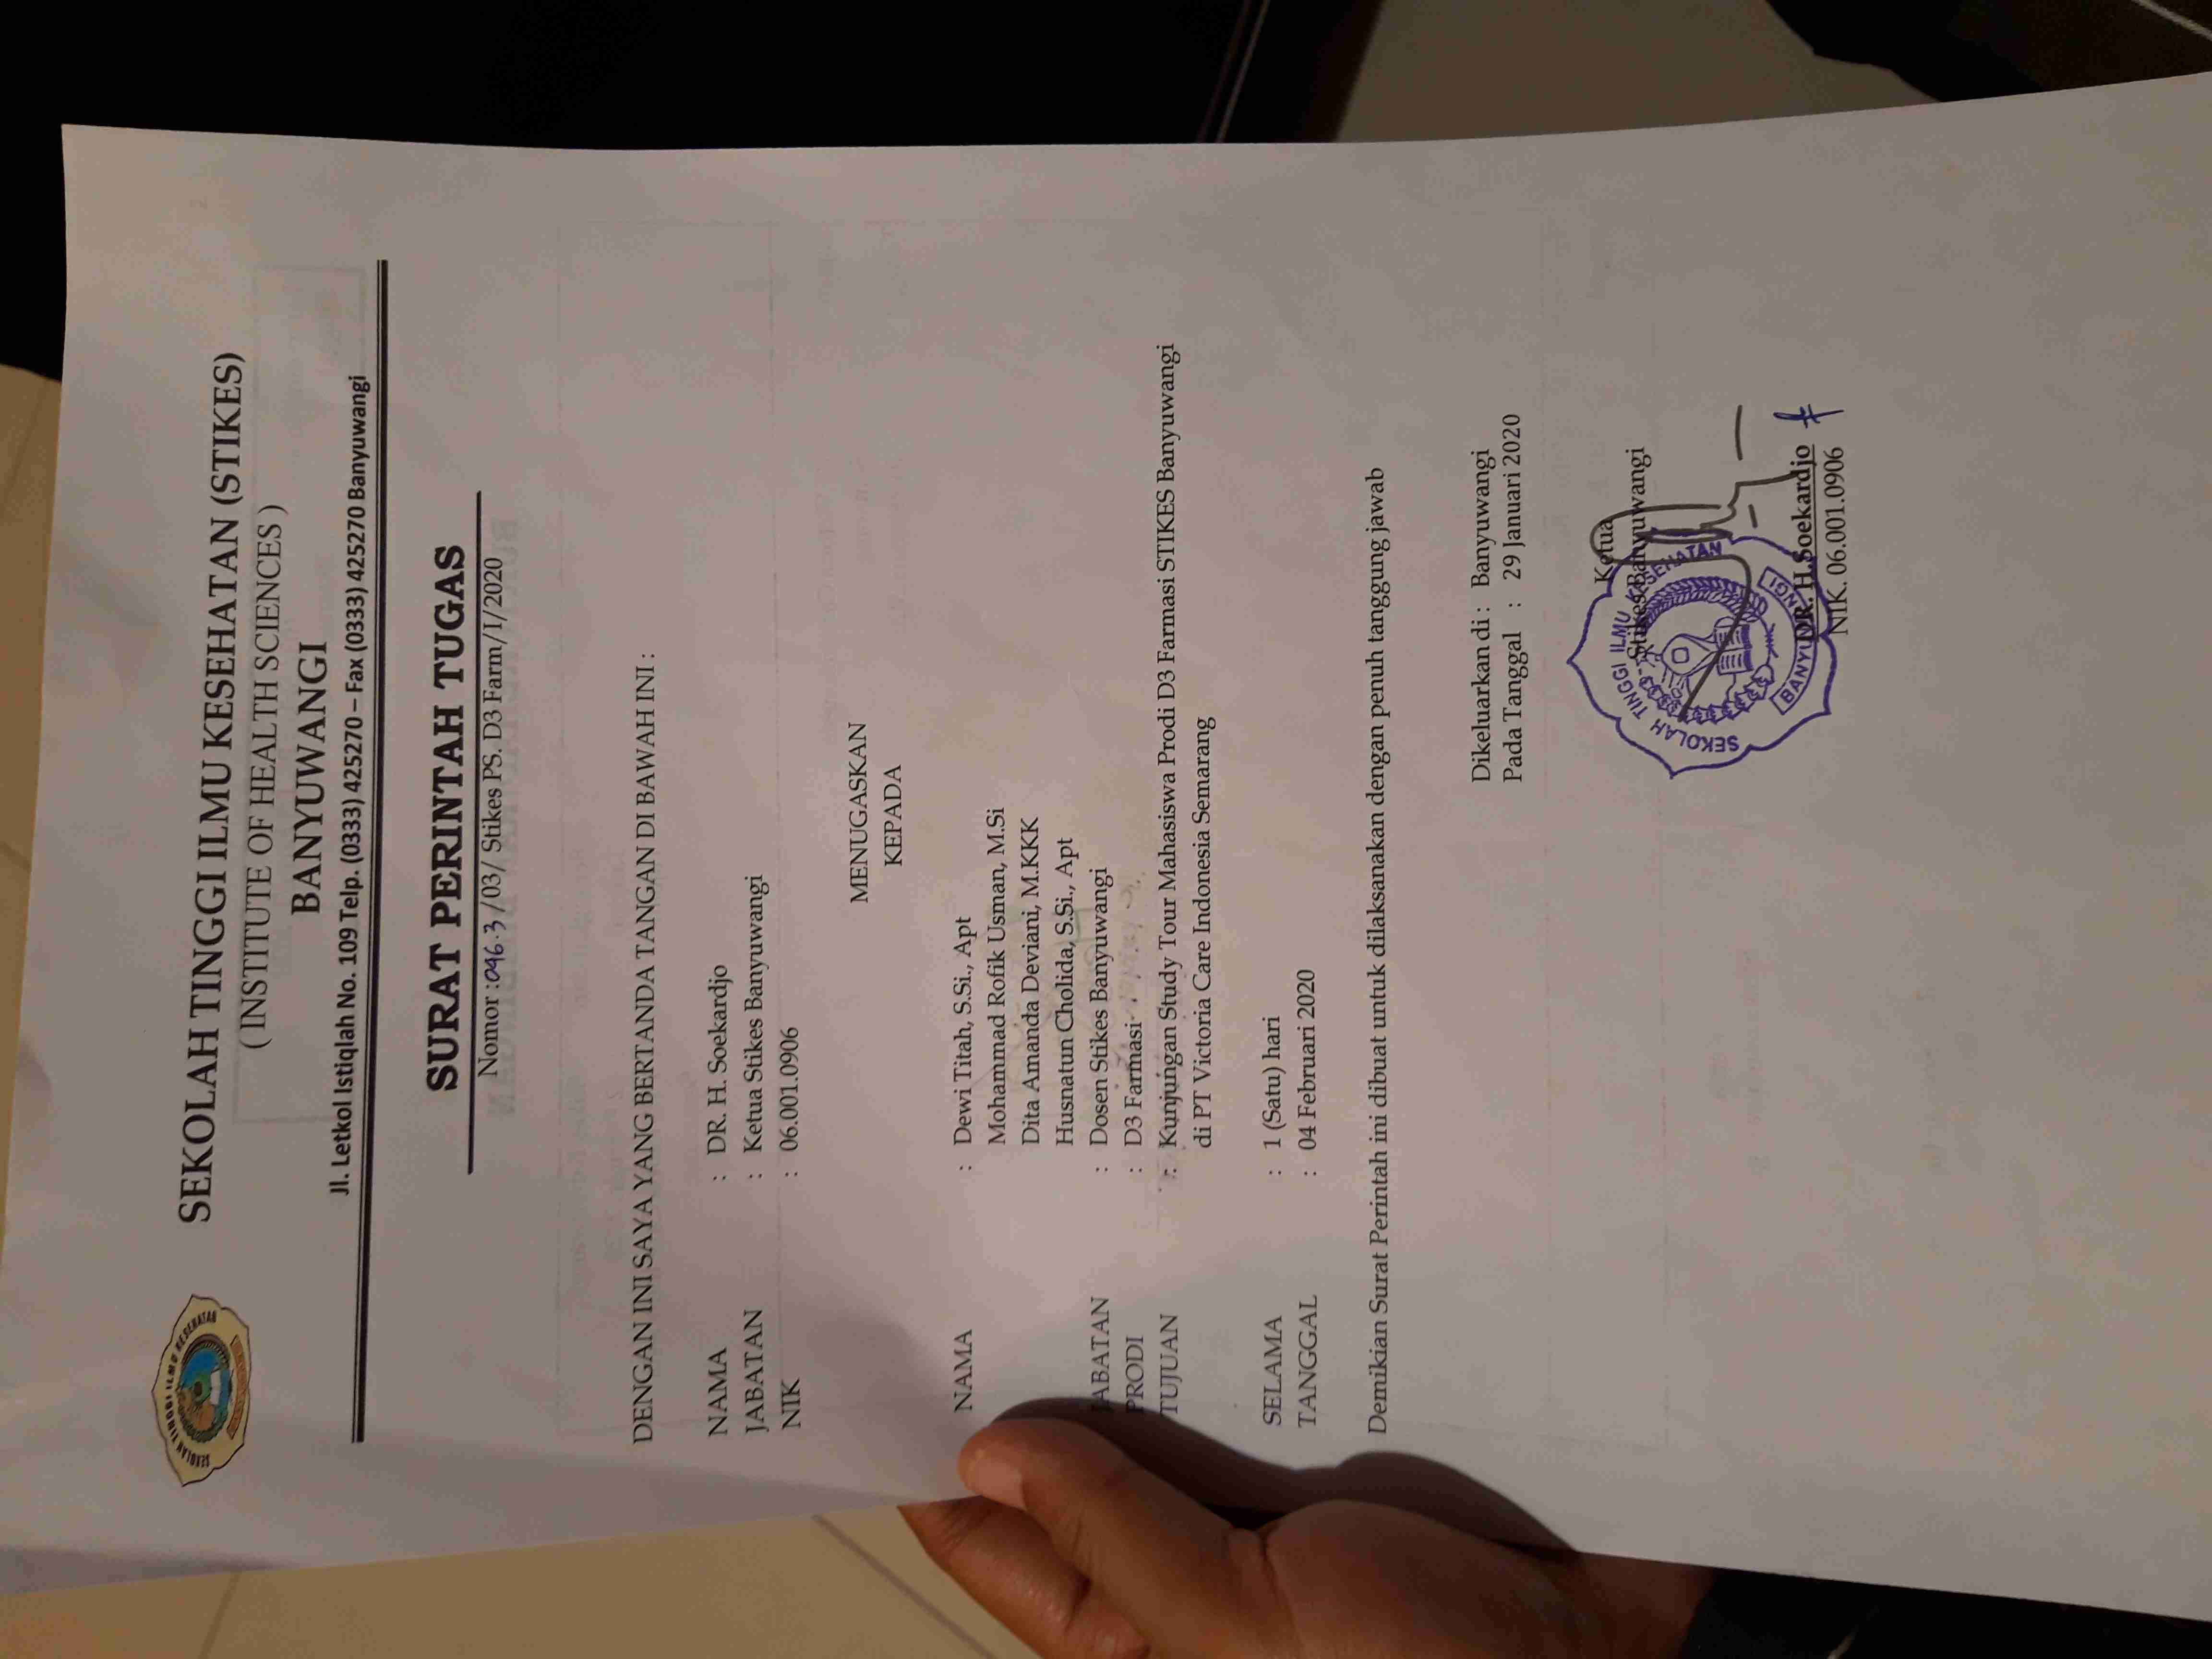 SEKOLAH TINGGI ILMU KESEHATAN
SEKOLAH TINGGI ILMU KESEHATAN (STIKES)
( INSTITUTE OF HEALTH SCIENCES )
BANYUWANGI
Jl. Letkol Istiqlah No. 109 Telp. (0333) 425270 – Fax (0333) 425270 Banyuwangi
SURAT PERINTAH TUGAS
Nomor :096.3 /03/ Stikes PS. D3 Farm/I/2020
DENGAN INI SAYA YANG BERTANDA TANGAN DI BAWAH INI :
NAMA : DR. H. Soekardjo
JABATAN : Ketua Stikes Banyuwangi
NIK : 06.001.0906
MENUGASKAN
KEPADA
NAMA : Dewi Titah, S.Si., Apt
Mohammad Rofik Usman, M.Si
Dita Amanda Deviani, M.KKK
Husnatun Cholida, S.Si., Apt
JABATAN : Dosen Stikes Banyuwangi
PRODI : D3 Farmasi
TUJUAN : Kunjungan Study Tour Mahasiswa Prodi D3 Farmasi STIKES Banyuwangi
di PT Victoria Care Indonesia Semarang
SELAMA : 1 (Satu) hari
TANGGAL : 04 Februari 2020
Demikian Surat Perintah ini dibuat untuk dilaksanakan dengan penuh tanggung jawab
Dikeluarkan di : Banyuwangi
Pada Tanggal : 29 Januari 2020
Ketua
Stikes Banyuwangi
SEKOLAH TINGGI ILMU KESEHATAN
BANYUWANGI
DR. H.Soekardjo
NIK. 06.001.0906